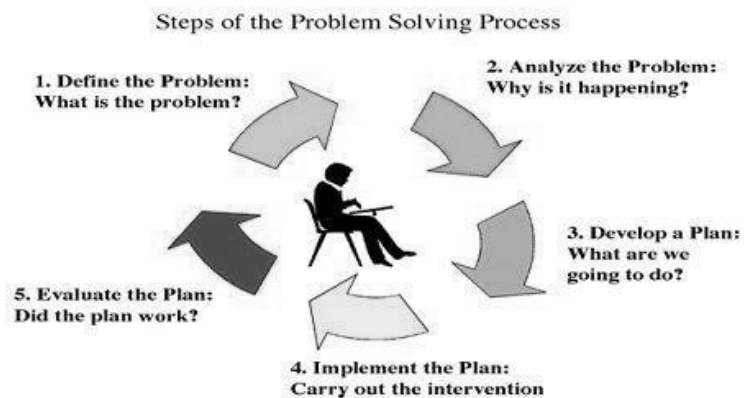 Steps of the Problem Solving Process
1. Define the Problem:
What is the problem?
2. Analyze the Problem:
Why is it happening?
3. Develop a Plan:
What are we
going to do?
4. Implement the Plan:
Carry out the intervention
5. Evaluate the Plan:
Did the plan work?